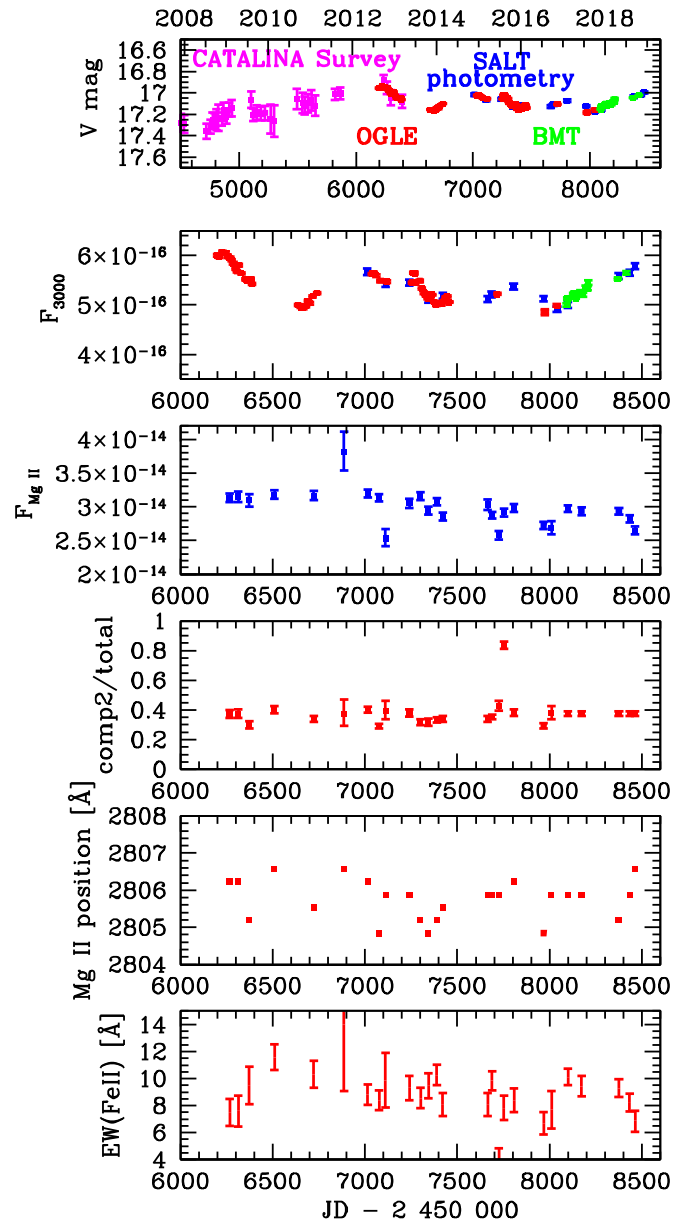 2008 2010 2012 2014 2016 2018
16.6
16.8
17
17.2
17.4
17.6
V mag
CATALINA Survey
SALT
photometry
OGLE
BMT
5000 6000 7000 8000
6×10⁻¹⁶
5×10⁻¹⁶
4×10⁻¹⁶
F₃₀₀₀
6000 6500 7000 7500 8000 8500
4×10⁻¹⁴
3.5×10⁻¹⁴
3×10⁻¹⁴
2.5×10⁻¹⁴
2×10⁻¹⁴
F Mg II
6000 6500 7000 7500 8000 8500
1
0.8
0.6
0.4
0.2
0
comp2/total
6000 6500 7000 7500 8000 8500
2808
2807
2806
2805
2804
Mg II position [Å]
6000 6500 7000 7500 8000 8500
14
12
10
8
6
4
EW(FeII) [Å]
6000 6500 7000 7500 8000 8500
JD − 2 450 000